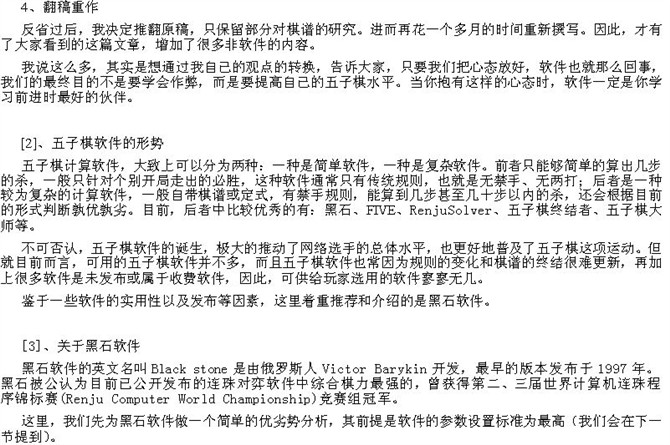 4、翻稿重作
反省过后，我决定推翻原稿，只保留部分对棋谱的研究。进而再花一个多月的时间重新撰写。因此，才有
了大家看到的这篇文章，增加了很多非软件的内容。
我说这么多，其实是想通过我自己的观点的转换，告诉大家，只要我们把心态放好，软件也就那么回事，
我们的最终目的不是要学会作弊，而是要提高自己的五子棋水平。当你抱有这样的心态时，软件一定是你学
习前进时最好的伙伴。
[2]、五子棋软件的形势
五子棋计算软件，大致上可以分为两种：一种是简单软件，一种是复杂软件。前者只能够简单的算出几步
的杀，一般只针对个别开局走出的必胜，这种软件通常只有传统规则，也就是无禁手、无两打；后者是一种
较为复杂的计算软件，一般自带棋谱或定式，有禁手规则，能算到几步甚至几十步以内的杀，还会根据目前
的形式判断孰优孰劣。目前，后者中比较优秀的有：黑石、FIVE、RenjuSolver、五子棋终结者、五子棋大
师等。
不可否认，五子棋软件的诞生，极大的推动了网络选手的总体水平，也更好地普及了五子棋这项运动。但
就目前而言，可用的五子棋软件并不多，而且五子棋软件也常因为规则的变化和棋谱的终结很难更新，再加
上很多软件是未发布或属于收费软件，因此，可供给玩家选用的软件寥寥无几。
鉴于一些软件的实用性以及发布等因素，这里着重推荐和介绍的是黑石软件。
[3]、关于黑石软件
黑石软件的英文名叫Black stone 是由俄罗斯人 Victor Barykin 开发，最早的版本发布于 1997 年。
黑石被公认为目前已公开发布的连珠对弈软件中综合棋力最强的，曾获得第二、三届世界计算机连珠程
序锦标赛(Renju Computer World Championship)竞赛组冠军。
这里，我们先为黑石软件做一个简单的优劣势分析，其前提是软件的参数设置标准为最高（我们会在下一
节提到）。